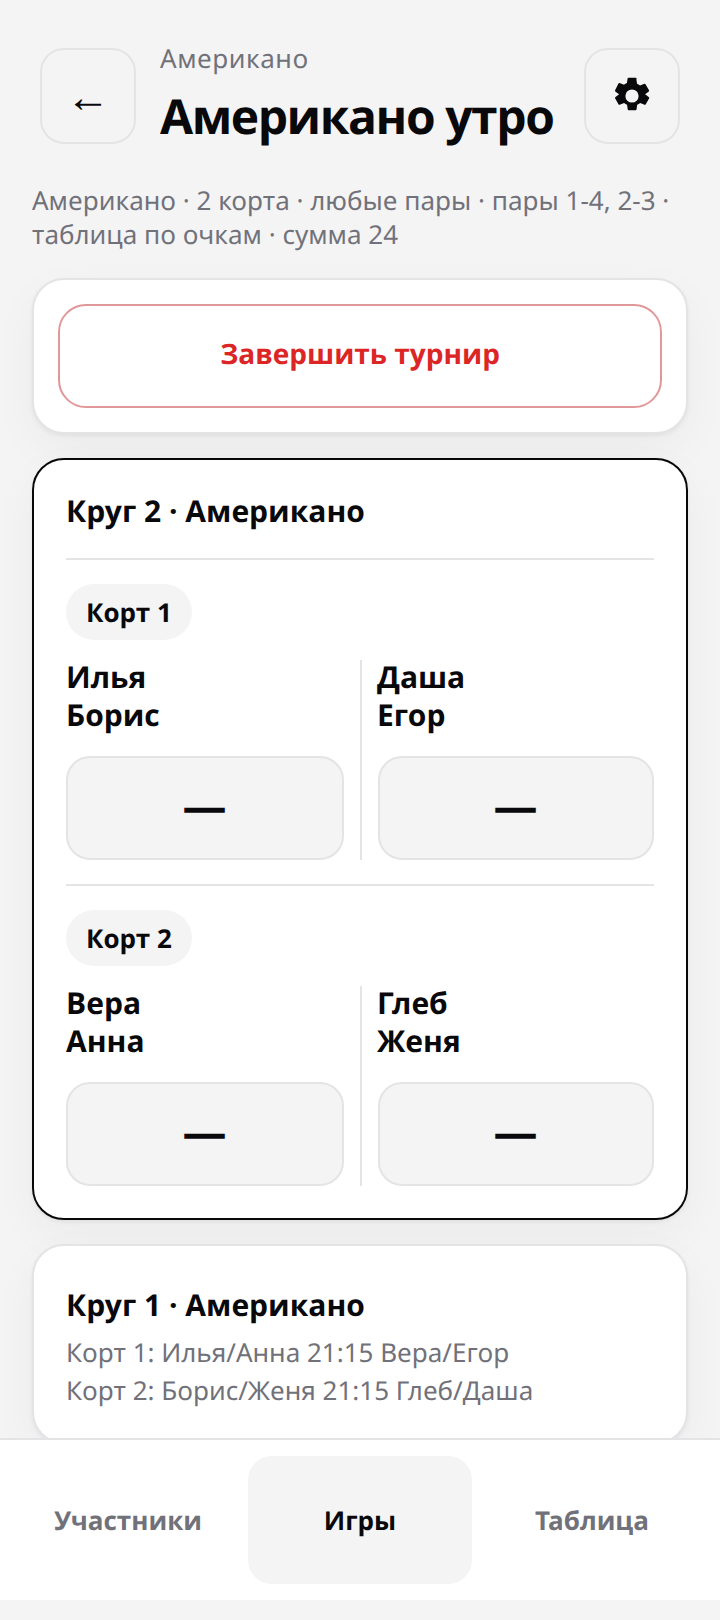 Американо
← Американо утро
Американо · 2 корта · любые пары · пары 1-4, 2-3 ·
таблица по очкам · сумма 24
Завершить турнир
Круг 2 · Американо
Корт 1
Илья
Борис
Даша
Егор
—
—
Корт 2
Вера
Анна
Глеб
Женя
—
—
Круг 1 · Американо
Корт 1: Илья/Анна 21:15 Вера/Егор
Корт 2: Борис/Женя 21:15 Глеб/Даша
Участники
Игры
Таблица